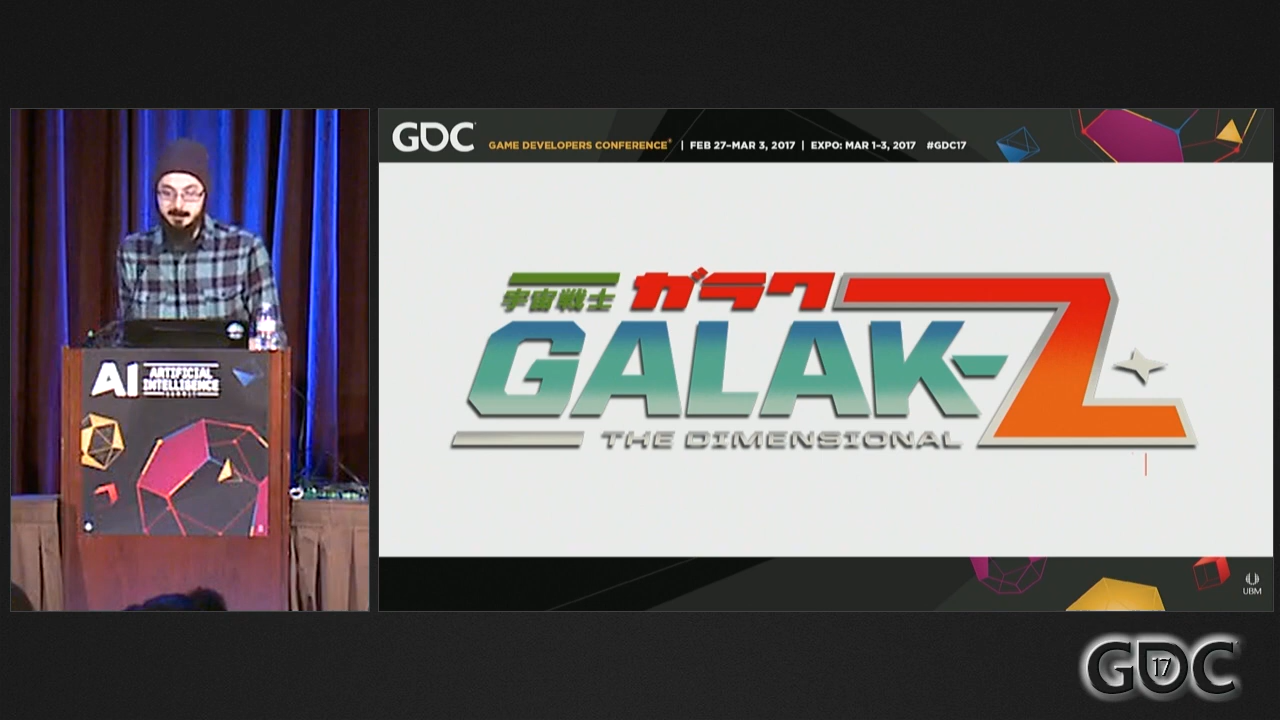 GDC
GAME DEVELOPERS CONFERENCE® | FEB 27–MAR 3, 2017 | EXPO: MAR 1–3, 2017 #GDC17
宇宙戦士 ガラク
GALAK-Z
THE DIMENSIONAL
AI ARTIFICIAL
INTELLIGENCE
UBM
GDC
17